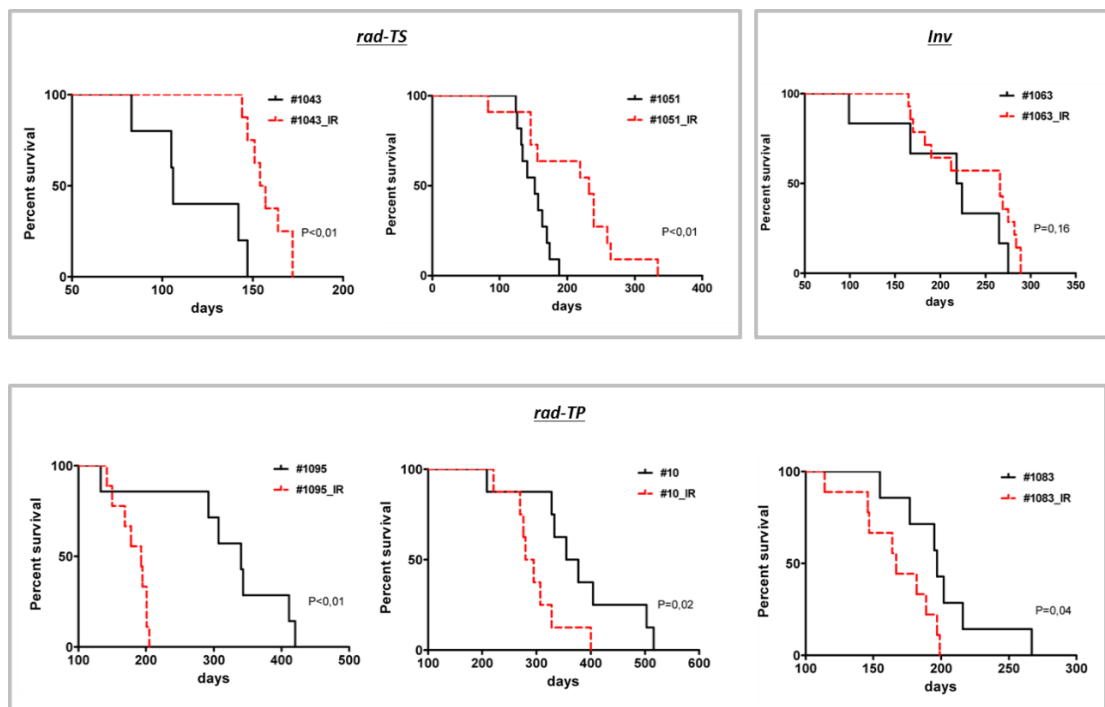 rad-TS
Inv
#1043
#1043_IR
P<0,01
Percent survival
100
50
0
50
100
150
200
days
#1051
#1051_IR
P<0,01
Percent survival
100
50
0
0
100
200
300
400
days
#1063
#1063_IR
P=0,16
Percent survival
100
50
0
50
100
150
200
250
300
350
days
rad-TP
#1095
#1095_IR
P<0,01
Percent survival
100
50
0
100
200
300
400
500
days
#10
#10_IR
P=0,02
Percent survival
100
50
0
100
200
300
400
500
600
days
#1083
#1083_IR
P=0,04
Percent survival
100
50
0
100
150
200
250
300
days